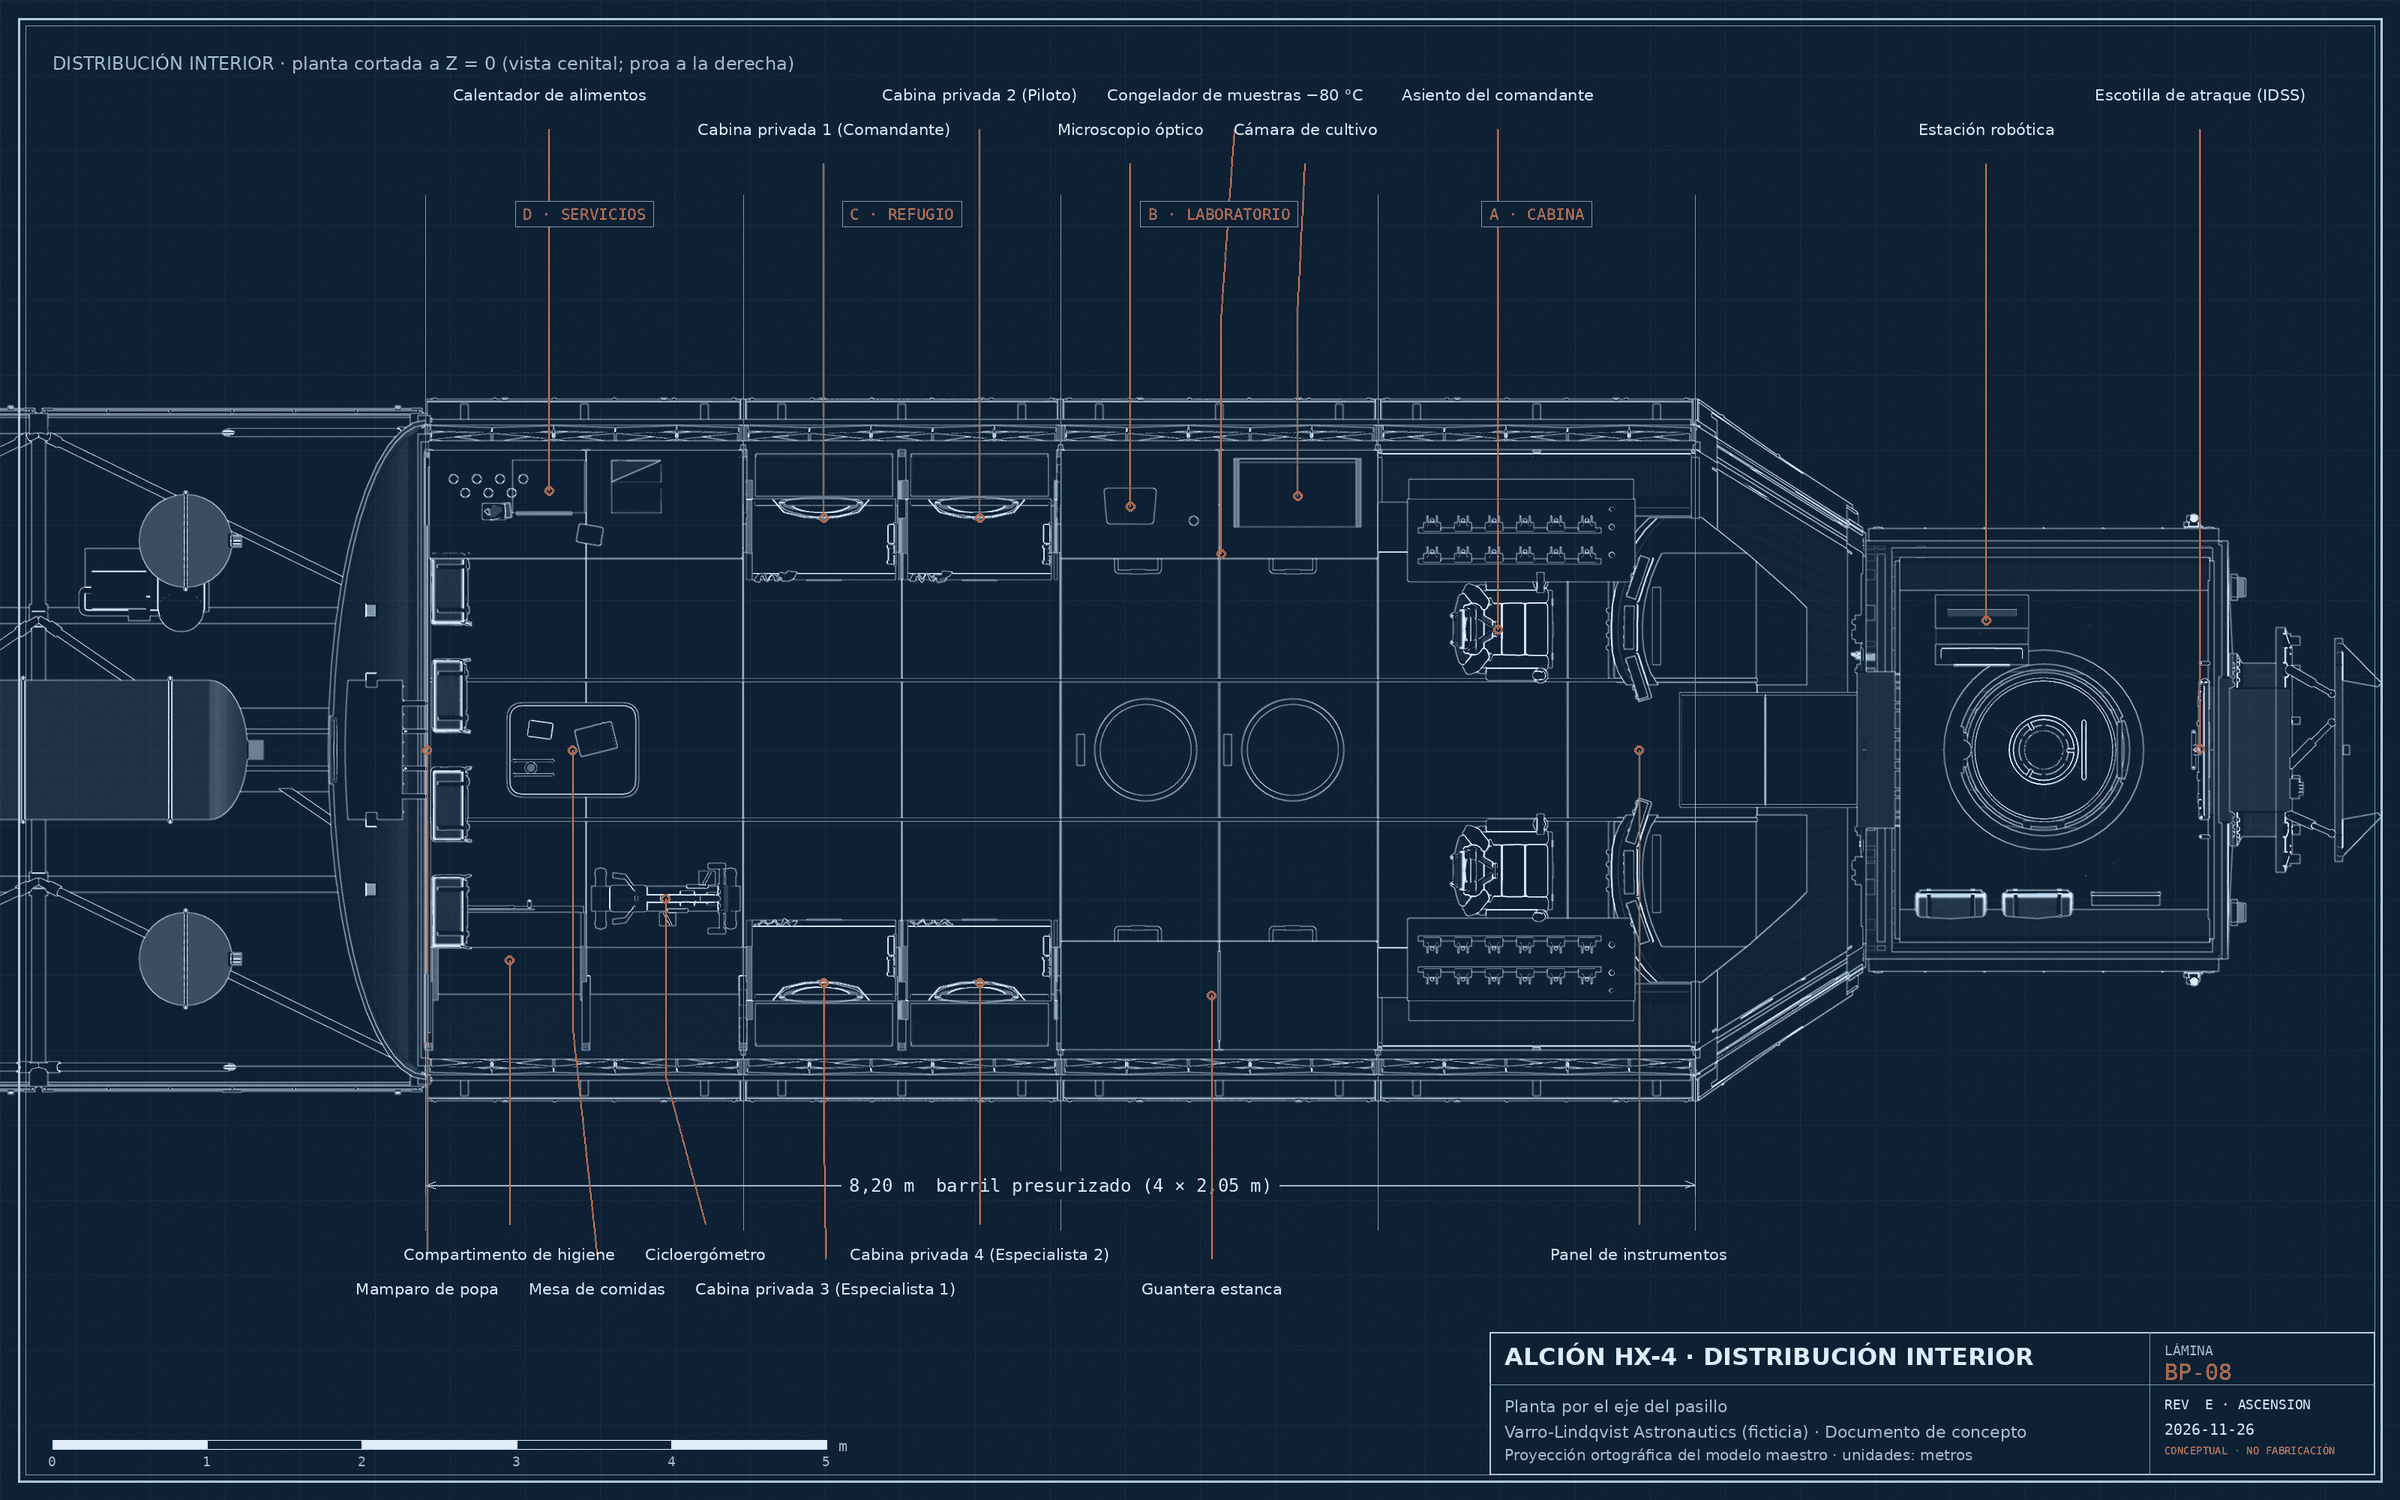 DISTRIBUCIÓN INTERIOR · planta cortada a Z = 0 (vista cenital; proa a la derecha)
Calentador de alimentos
Cabina privada 2 (Piloto)
Congelador de muestras −80 °C
Asiento del comandante
Escotilla de atraque (IDSS)
Cabina privada 1 (Comandante)
Microscopio óptico
Cámara de cultivo
Estación robótica
D · SERVICIOS
C · REFUGIO
B · LABORATORIO
A · CABINA
8,20 m barril presurizado (4 × 2,05 m)
Compartimento de higiene
Cicloergómetro
Cabina privada 4 (Especialista 2)
Panel de instrumentos
Mamparo de popa
Mesa de comidas
Cabina privada 3 (Especialista 1)
Guantera estanca
ALCIÓN HX-4 · DISTRIBUCIÓN INTERIOR
Planta por el eje del pasillo
Varro-Lindqvist Astronautics (ficticia) · Documento de concepto
Proyección ortográfica del modelo maestro · unidades: metros
LÁMINA
BP-08
REV E · ASCENSION
2026-11-26
CONCEPTUAL · NO FABRICACIÓN
m
0 1 2 3 4 5